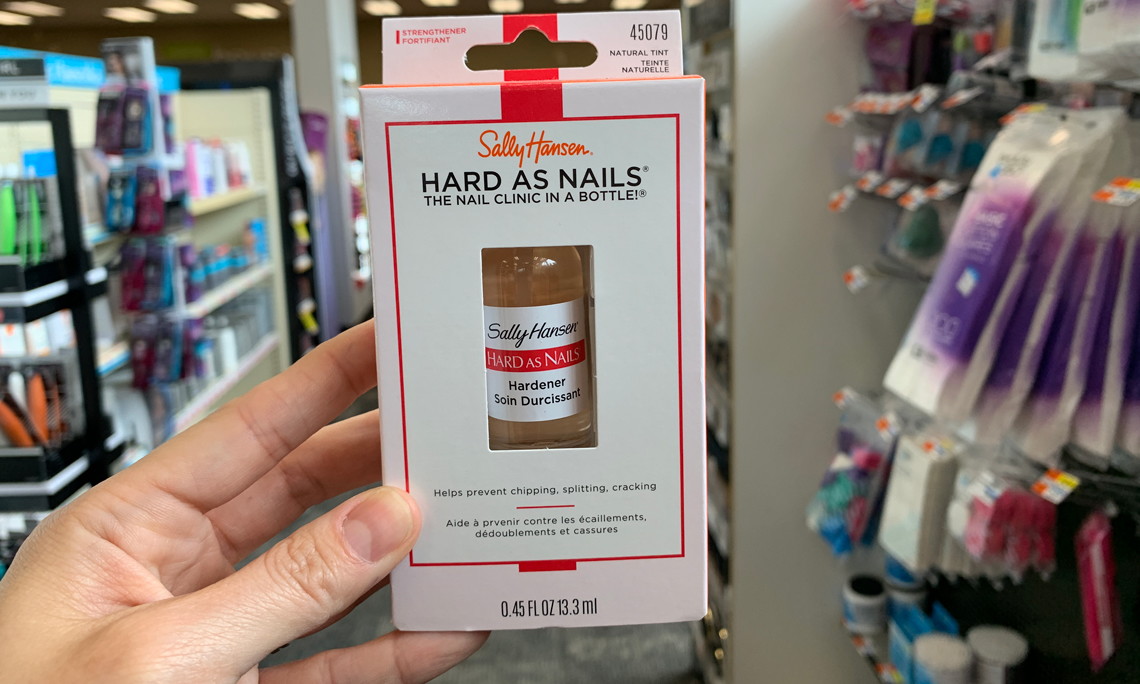 STRENGTHENER
FORTIFIANT
45079
NATURAL TINT
TEINTE
NATURELLE
Sally Hansen®
HARD AS NAILS®
THE NAIL CLINIC IN A BOTTLE!®
Sally Hansen®
HARD AS NAILS
Hardener
Soin Durcissant
Helps prevent chipping, splitting, cracking
Aide à prvenir contre les écaillements,
dédoublements et cassures
0.45 FL OZ 13.3 ml